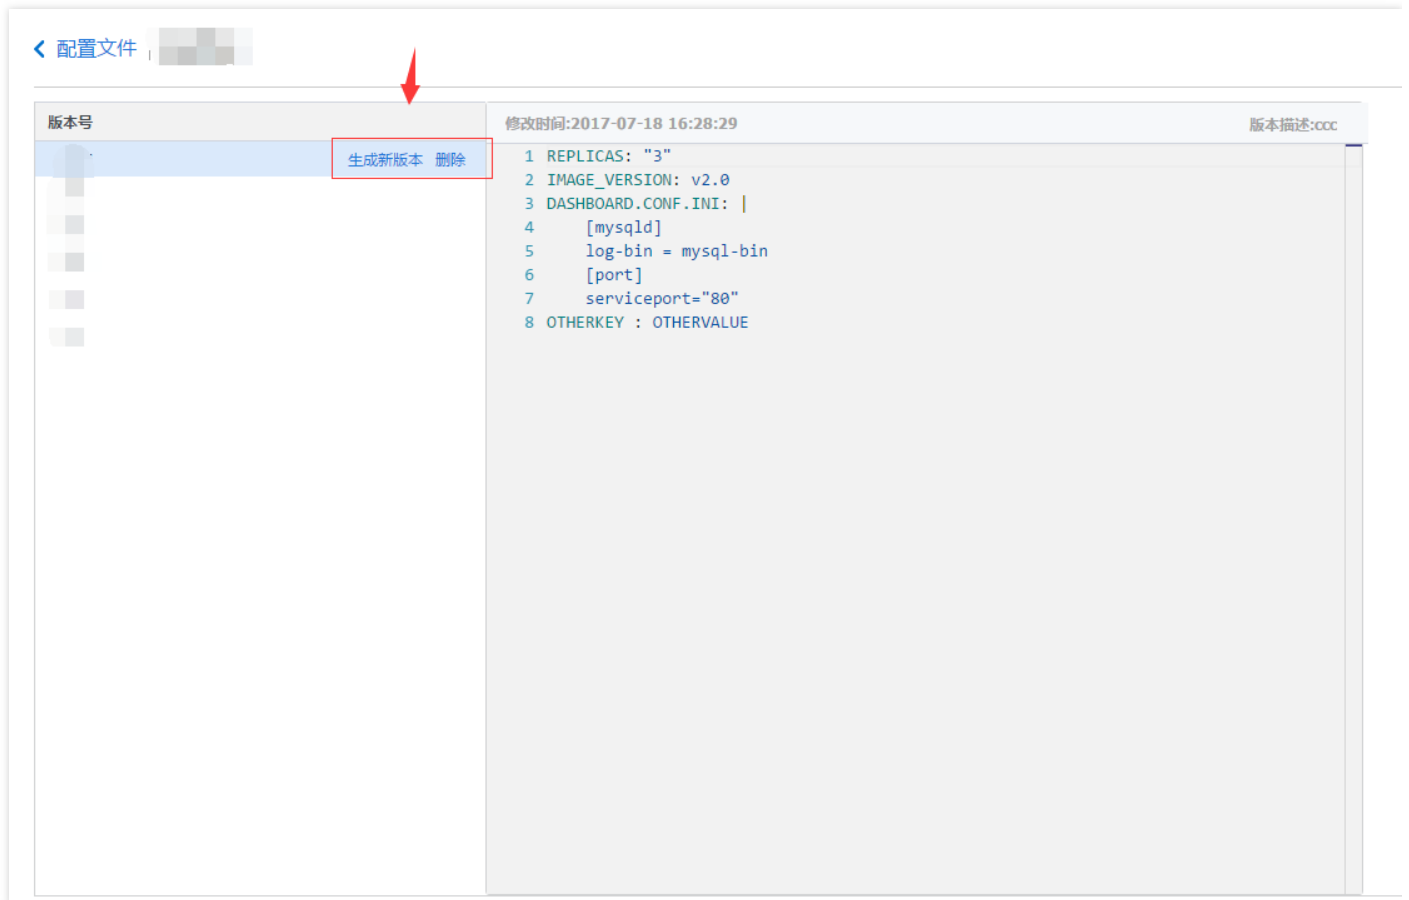 配置文件
版本号
生成新版本 删除
修改时间:2017-07-18 16:28:29
版本描述:ccc
1 REPLICAS: "3"
2 IMAGE_VERSION: v2.0
3 DASHBOARD.CONF.INI: |
4 [mysqld]
5 log-bin = mysql-bin
6 [port]
7 serviceport="80"
8 OTHERKEY : OTHERVALUE